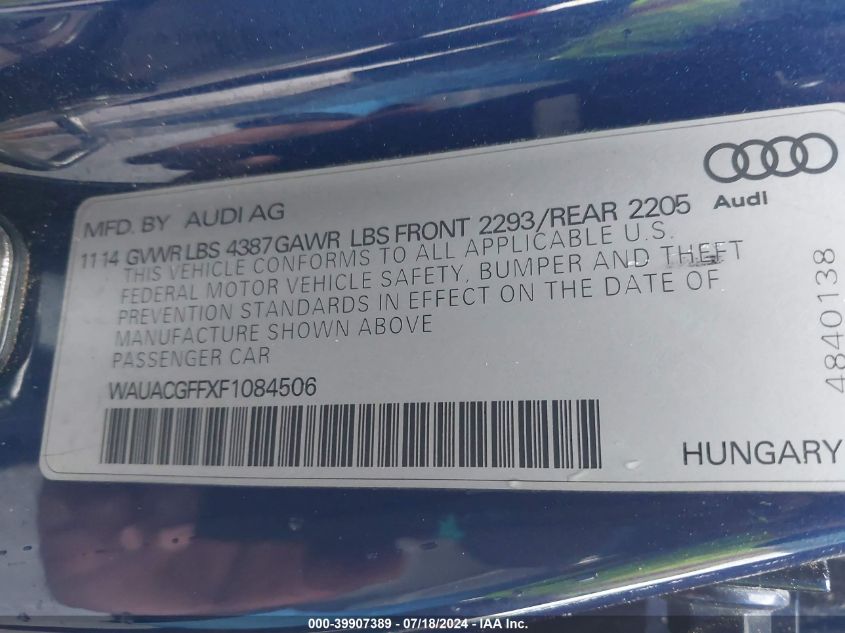 Audi
MFD. BY AUDI AG
11 14 GVWR LBS 4387 GAWR LBS FRONT 2293/REAR 2205
THIS VEHICLE CONFORMS TO ALL APPLICABLE U.S.
FEDERAL MOTOR VEHICLE SAFETY, BUMPER AND THEFT
PREVENTION STANDARDS IN EFFECT ON THE DATE OF
MANUFACTURE SHOWN ABOVE
PASSENGER CAR
WAUACGFFXF1084506
HUNGARY
4840138
000-39907389 - 07/18/2024 - IAA Inc.